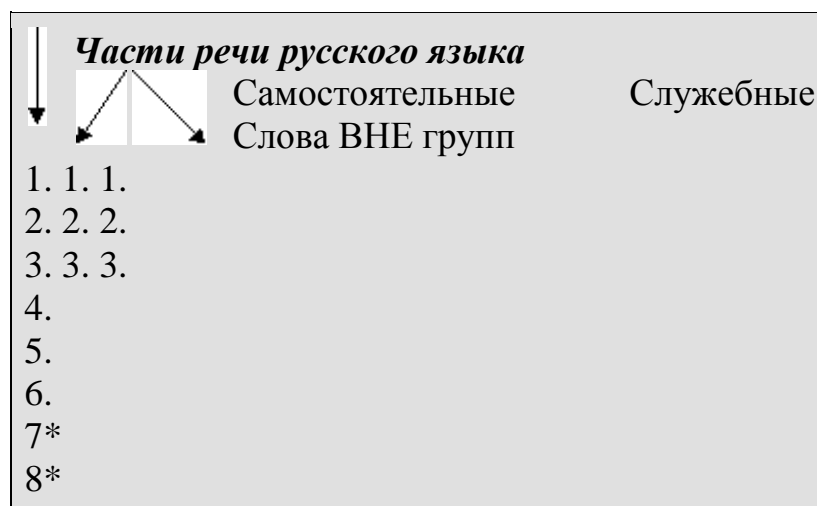 Части речи русского языка
Самостоятельные Служебные
Слова ВНЕ групп
1. 1. 1.
2. 2. 2.
3. 3. 3.
4.
5.
6.
7*
8*